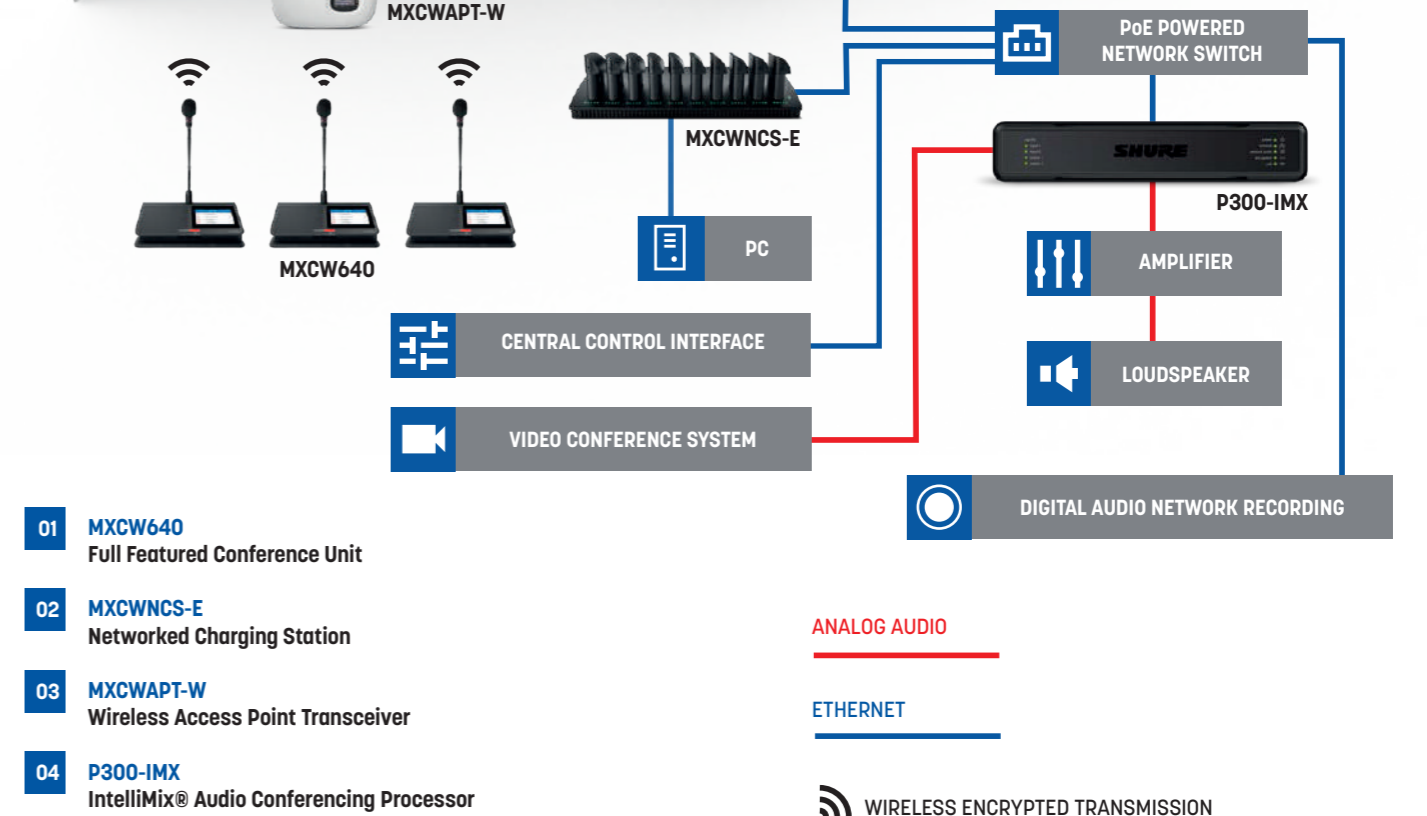 MXCWAPT-W
PoE POWERED
NETWORK SWITCH
MXCWNCS-E
SHURE
P300-IMX
MXCW640
PC
AMPLIFIER
CENTRAL CONTROL INTERFACE
LOUDSPEAKER
VIDEO CONFERENCE SYSTEM
DIGITAL AUDIO NETWORK RECORDING
01
MXCW640
Full Featured Conference Unit
02
MXCWNCS-E
Networked Charging Station
03
MXCWAPT-W
Wireless Access Point Transceiver
04
P300-IMX
IntelliMix® Audio Conferencing Processor
ANALOG AUDIO
ETHERNET
WIRELESS ENCRYPTED TRANSMISSION